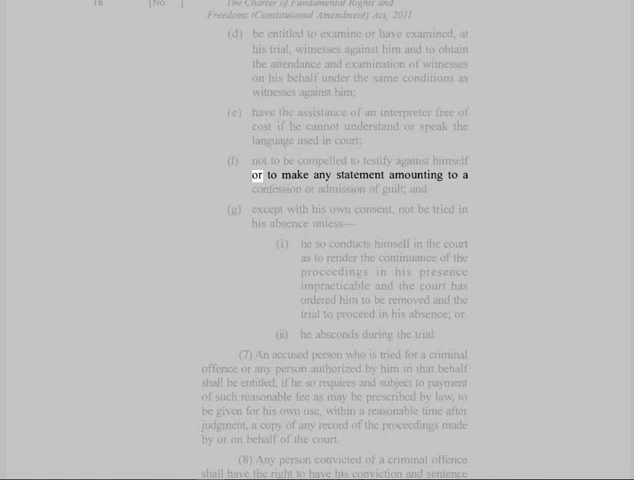 16 [No. ] The Charter of Fundamental Rights and
Freedoms (Constitutional Amendment) Act, 2011
(d) be entitled to examine or have examined, at
his trial, witnesses against him and to obtain
the attendance and examination of witnesses
on his behalf under the same conditions as
witnesses against him;
(e) have the assistance of an interpreter free of
cost if he cannot understand or speak the
language used in court;
(f) not to be compelled to testify against himself
or to make any statement amounting to a
confession or admission of guilt; and
(g) except with his own consent, not be tried in
his absence unless—
(i) he so conducts himself in the court
as to render the continuance of the
proceedings in his presence
impracticable and the court has
ordered him to be removed and the
trial to proceed in his absence; or
(ii) he absconds during the trial.
(7) An accused person who is tried for a criminal
offence or any person authorized by him in that behalf
shall be entitled, if he so requires and subject to payment
of such reasonable fee as may be prescribed by law, to
be given for his own use, within a reasonable time after
judgment, a copy of any record of the proceedings made
by or on behalf of the court.
(8) Any person convicted of a criminal offence
shall have the right to have his conviction and sentence